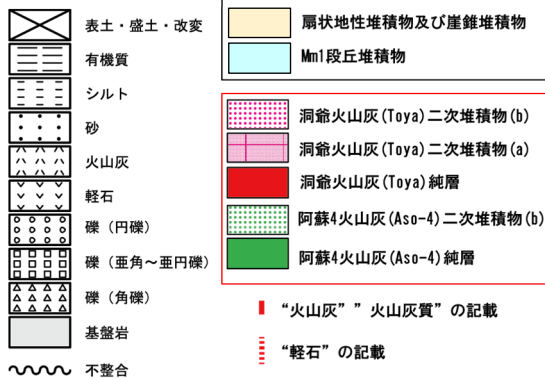 表土・盛土・改変
有機質
シルト
砂
火山灰
軽石
礫（円礫）
礫（亜角～亜円礫）
礫（角礫）
基盤岩
不整合
扇状地性堆積物及び崖錐堆積物
Mm1段丘堆積物
洞爺火山灰(Toya)二次堆積物(b)
洞爺火山灰(Toya)二次堆積物(a)
洞爺火山灰(Toya)純層
阿蘇4火山灰(Aso-4)二次堆積物(b)
阿蘇4火山灰(Aso-4)純層
“火山灰””火山灰質”の記載
“軽石”の記載